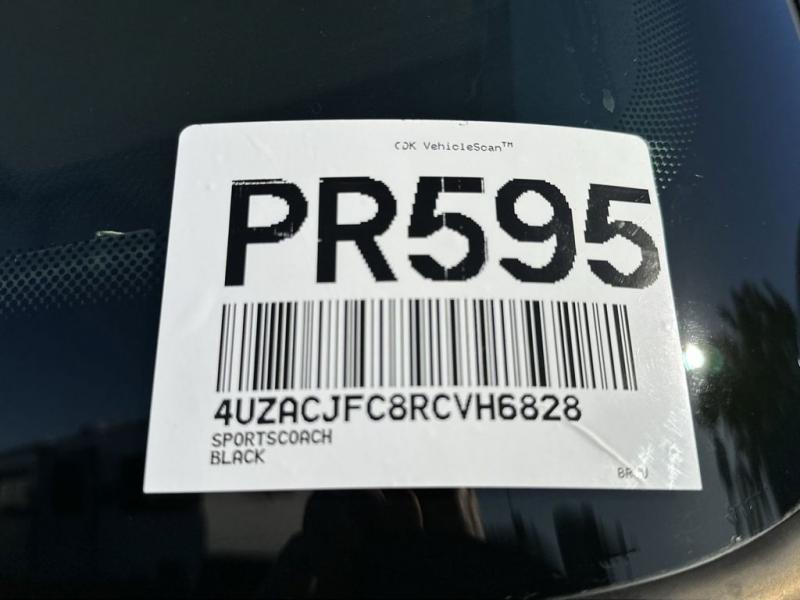 CDK VehicleScan™
PR595
4UZACJFC8RCVH6828
SPORTSCOACH
BLACK